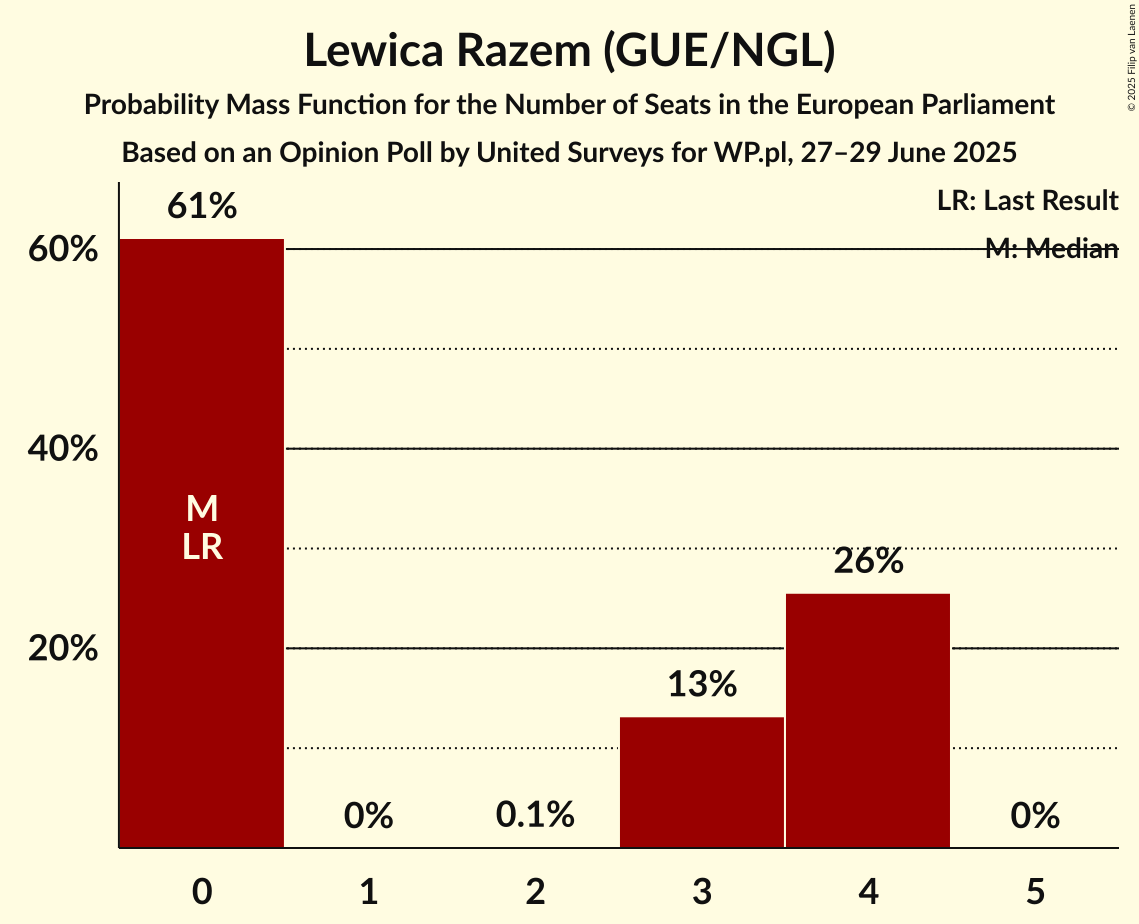 Lewica Razem (GUE/NGL)
Probability Mass Function for the Number of Seats in the European Parliament
Based on an Opinion Poll by United Surveys for WP.pl, 27–29 June 2025
© 2025 Filip van Laenen
LR: Last Result
M: Median
61%
60%
40%
20%
M
LR
0%
0.1%
13%
26%
0%
0
1
2
3
4
5